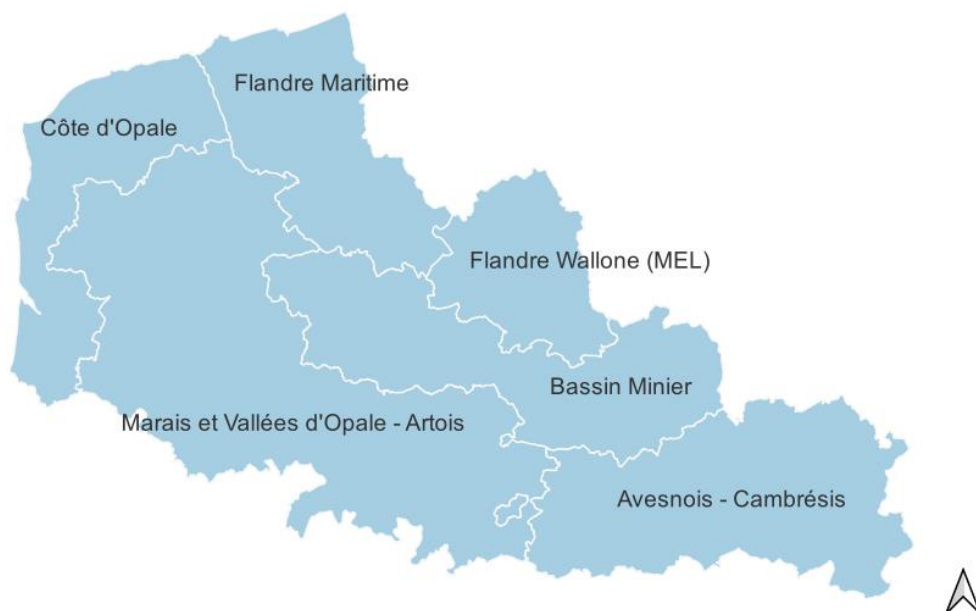 Flandre Maritime
Côte d'Opale
Flandre Wallone (MEL)
Bassin Minier
Marais et Vallées d'Opale - Artois
Avesnois - Cambrésis